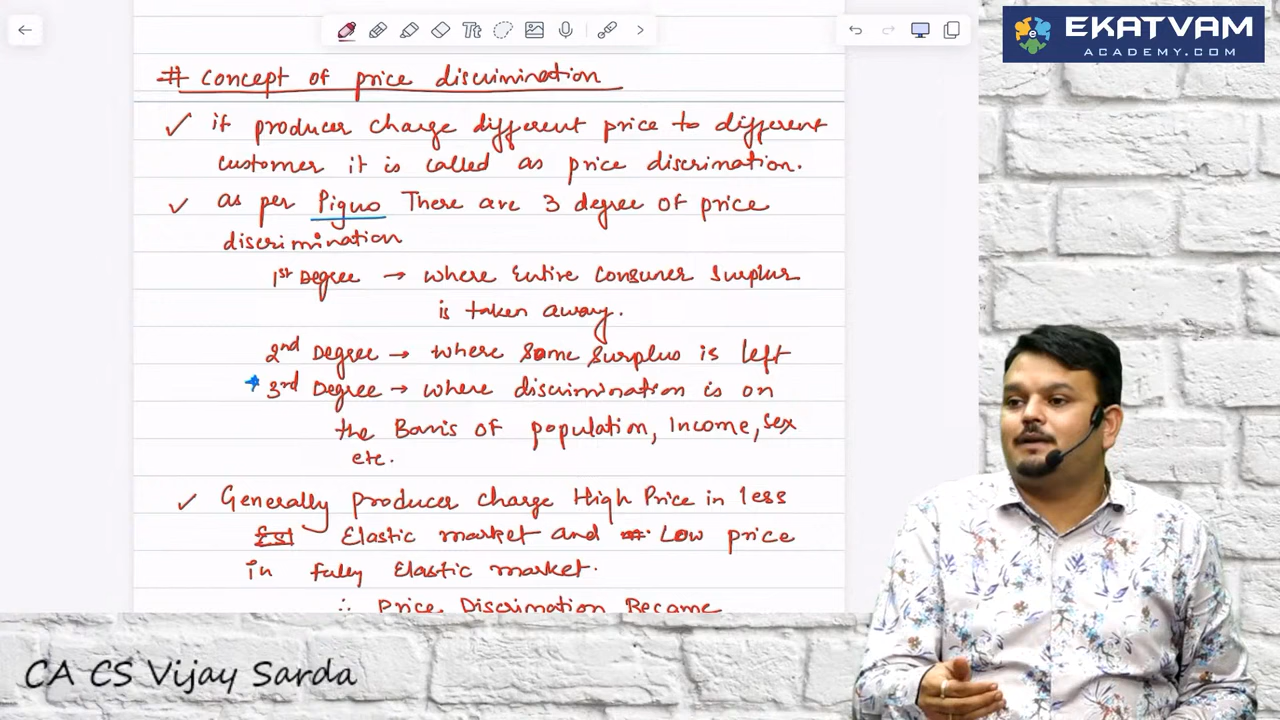 EKATVAM
ACADEMY.COM
Tt
# Concept of price discrimination
✓ if producer charge different price to different
customer it is called as price discrimation.
✓ as per Piguo There are 3 degree of price
discrimination
1st Degree → where Entire Consumer Surplus
is taken away.
2nd Degree → where some surplus is left
* 3rd Degree → where discrimination is on
the Basis of population, Income, Sex
etc.
✓ Generally producer charge High Price in less
Elastic market and Low price
in fully Elastic market.
∴ Price Discrimation Became
CA CS Vijay Sarda